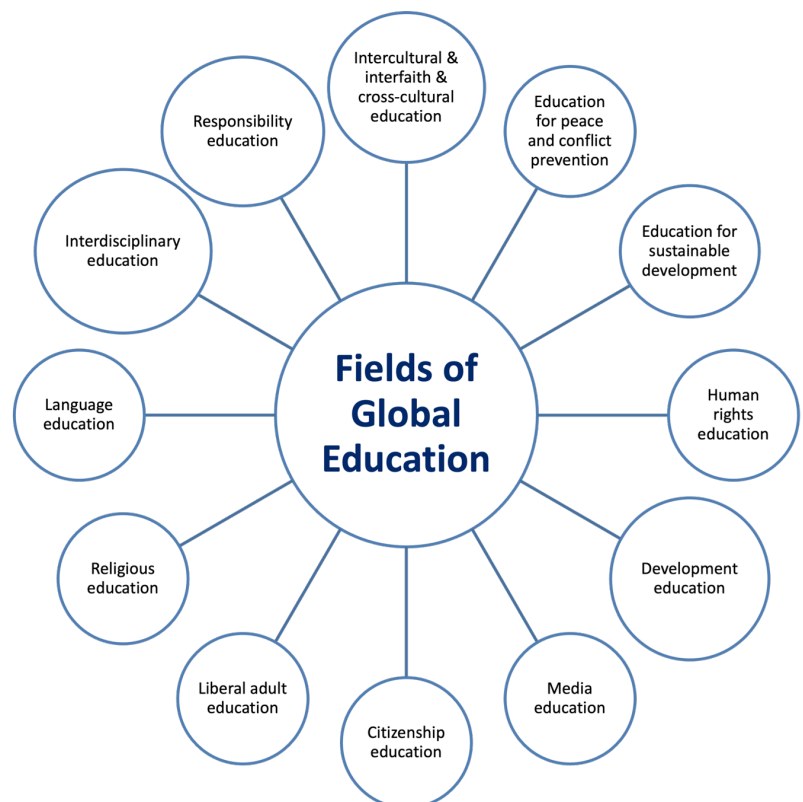 Fields of
Global
Education
Intercultural &
interfaith &
cross-cultural
education
Education
for peace
and conflict
prevention
Education for
sustainable
development
Human
rights
education
Development
education
Media
education
Citizenship
education
Liberal adult
education
Religious
education
Language
education
Interdisciplinary
education
Responsibility
education